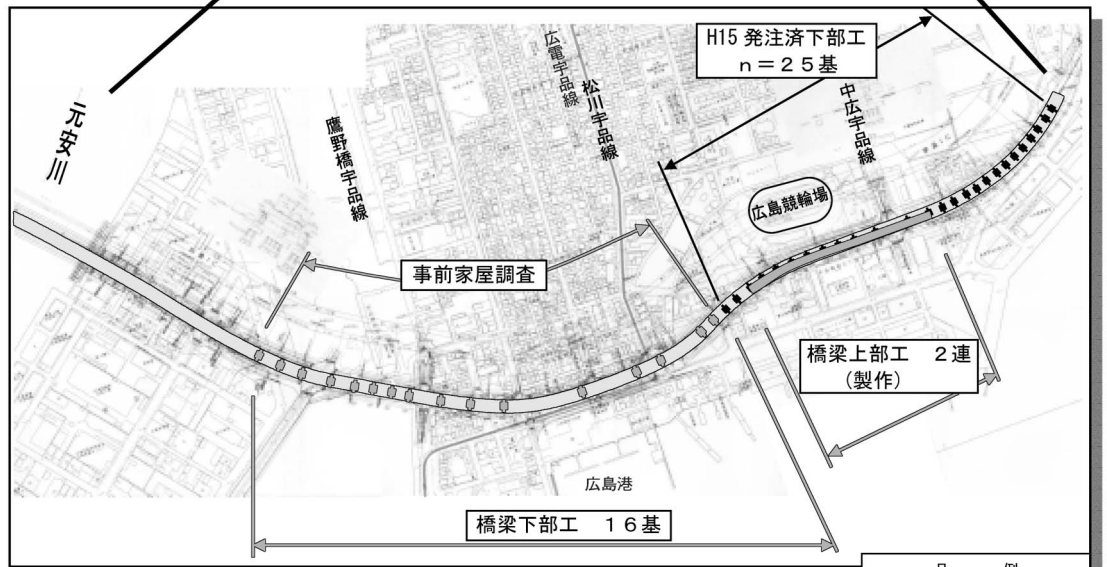 H15 発注済下部工
n＝２５基
広電宇品線
松川宇品線
中広宇品線
元安川
鷹野橋宇品線
広島競輪場
事前家屋調査
橋梁上部工　２連
(製作)
広島港
橋梁下部工　１６基
凡　例